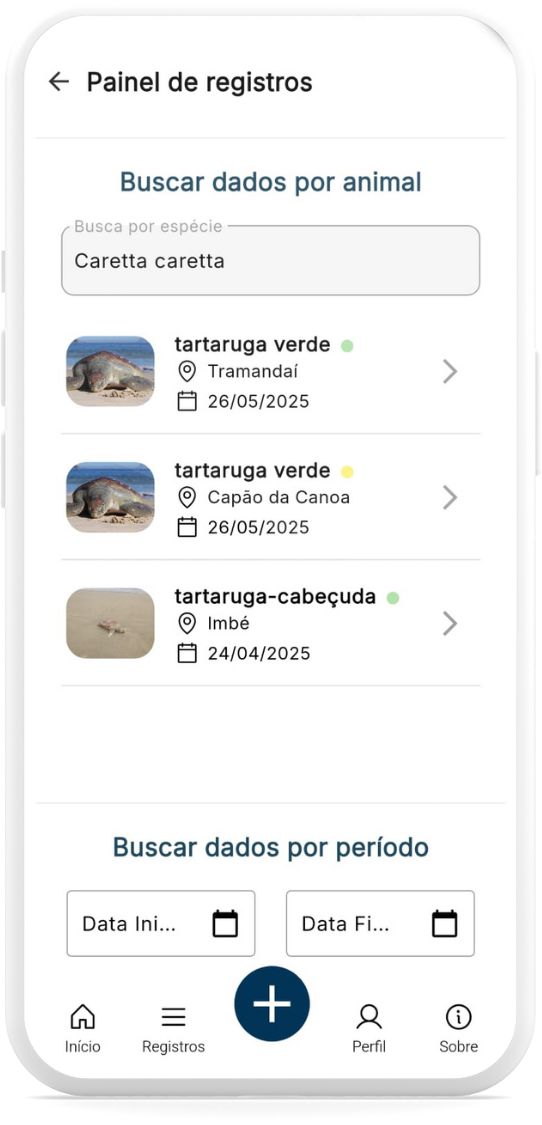 Painel de registros
Buscar dados por animal
Busca por espécie
Caretta caretta
tartaruga verde
Tramandaí
26/05/2025
tartaruga verde
Capão da Canoa
26/05/2025
tartaruga-cabeçuda
Imbé
24/04/2025
Buscar dados por período
Data Ini...
Data Fi...
Início
Registros
Perfil
Sobre